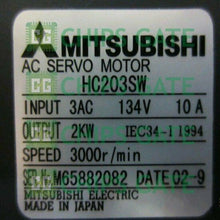 MITSUBISHI
AC SERVO MOTOR
HC203SW
INPUT 3AC 134V 10A
OUTPUT 2KW IEC34-1 1994
SPEED 3000r/min
SER.NO.M65882082 DATE 02-9
MITSUBISHI ELECTRIC
MADE IN JAPAN